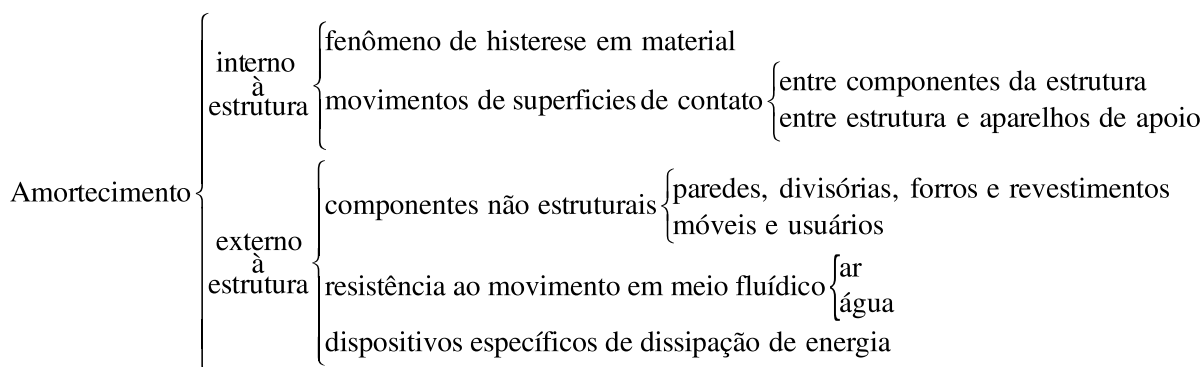 Amortecimento
interno
à
estrutura
fenômeno de histerese em material
movimentos de superficies de contato
entre componentes da estrutura
entre estrutura e aparelhos de apoio
externo
à
estrutura
componentes não estruturais
paredes, divisórias, forros e revestimentos
móveis e usuários
resistência ao movimento em meio fluídico
ar
água
dispositivos específicos de dissipação de energia